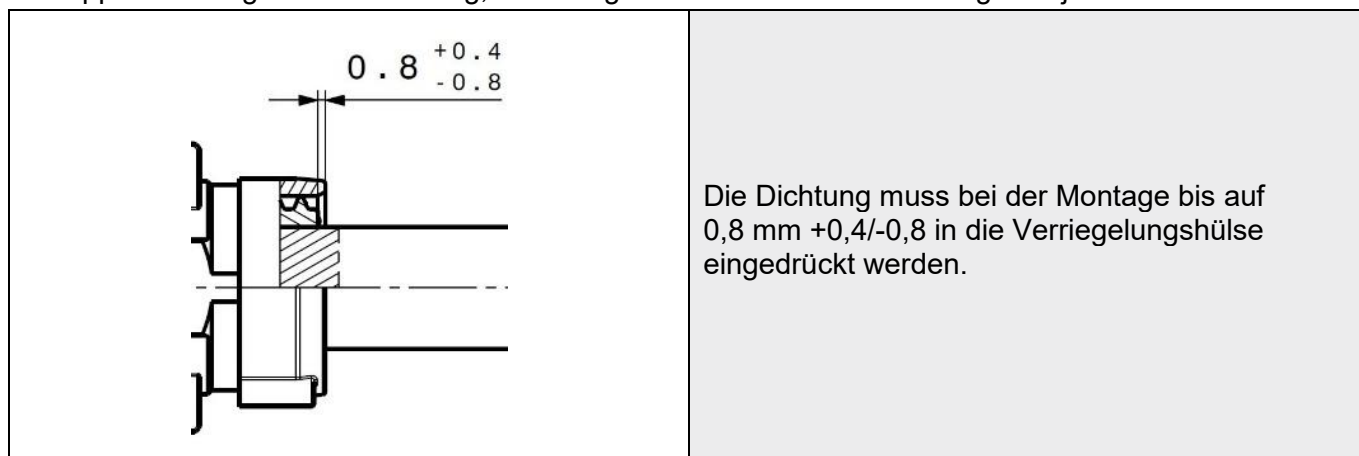 0.8 +0.4
-0.8
Die Dichtung muss bei der Montage bis auf
0,8 mm +0,4/-0,8 in die Verriegelungshülse
eingedrückt werden.